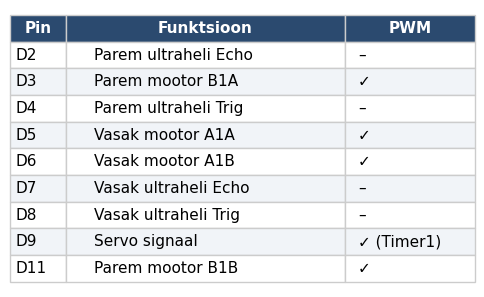 Pin Funktsioon PWM
D2 Parem ultraheli Echo –
D3 Parem mootor B1A ✓
D4 Parem ultraheli Trig –
D5 Vasak mootor A1A ✓
D6 Vasak mootor A1B ✓
D7 Vasak ultraheli Echo –
D8 Vasak ultraheli Trig –
D9 Servo signaal ✓ (Timer1)
D11 Parem mootor B1B ✓